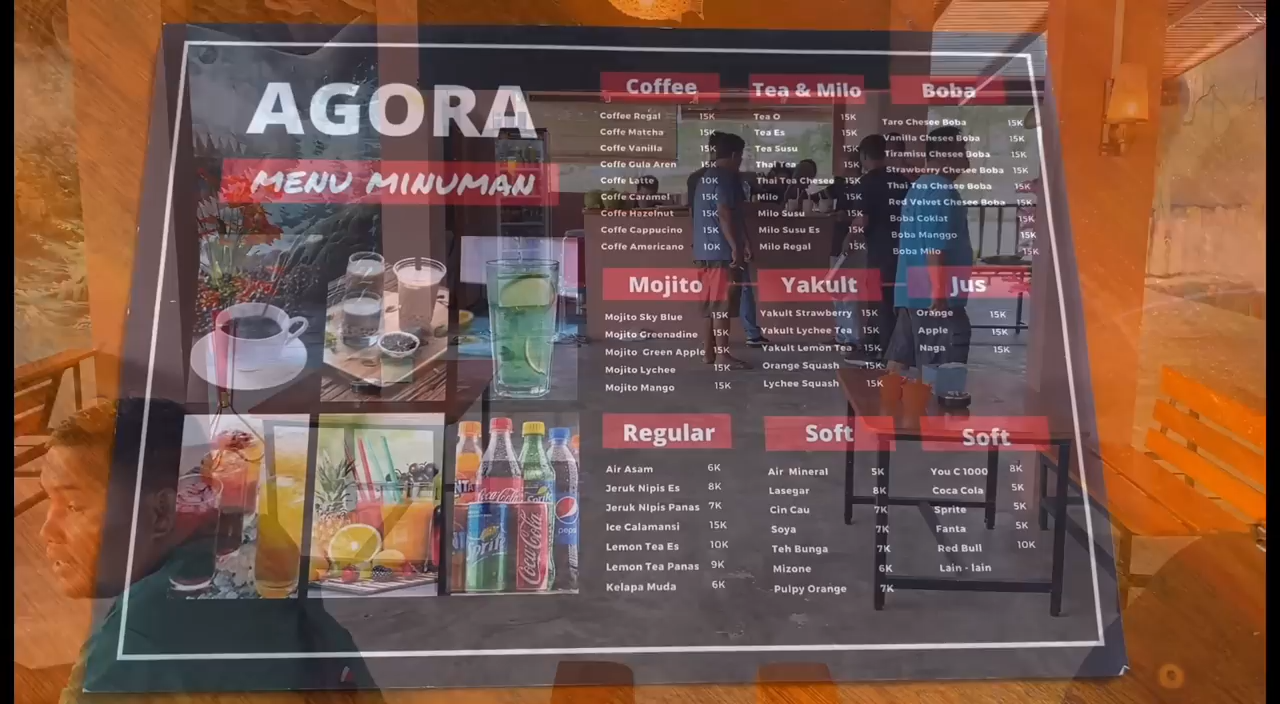 AGORA
MENU MINUMAN
Coffee
Coffee Regal 15K
Coffe Matcha 15K
Coffe Vanilla 15K
Coffe Gula Aren 15K
Coffe Latte 10K
Coffe Caramel 15K
Coffe Hazelnut 15K
Coffe Cappucino 15K
Coffe Americano 10K
Tea & Milo
Tea O 15K
Tea Es 15K
Tea Susu 15K
Thai Tea 15K
Thai Tea Chesee 15K
Milo 15K
Milo Susu 15K
Milo Susu Es 15K
Milo Regal 15K
Boba
Taro Chesee Boba 15K
Vanilla Chesee Boba 15K
Tiramisu Chesee Boba 15K
Strawberry Chesee Boba 15K
Thai Tea Chesee Boba 15K
Red Velvet Chesee Boba 15K
Boba Coklat 15K
Boba Manggo 15K
Boba Milo 15K
Mojito
Mojito Sky Blue 15K
Mojito Greenadine 15K
Mojito Green Apple 15K
Mojito Lychee 15K
Mojito Mango 15K
Yakult
Yakult Strawberry 15K
Yakult Lychee Tea 15K
Yakult Lemon Tea 15K
Orange Squash 15K
Lychee Squash 15K
Jus
Orange 15K
Apple 15K
Naga 15K
Regular
Air Asam 6K
Jeruk Nipis Es 8K
Jeruk Nipis Panas 7K
Ice Calamansi 15K
Lemon Tea Es 10K
Lemon Tea Panas 9K
Kelapa Muda 6K
Soft
Air Mineral 5K
Lasegar 8K
Cin Cau 7K
Soya 7K
Teh Bunga 7K
Mizone 6K
Pulpy Orange 7K
Soft
You C 1000 8K
Coca Cola 5K
Sprite 5K
Fanta 5K
Red Bull 10K
Lain - lain
Coca-Cola
Sprite
Sprite
Coca-Cola
pepsi